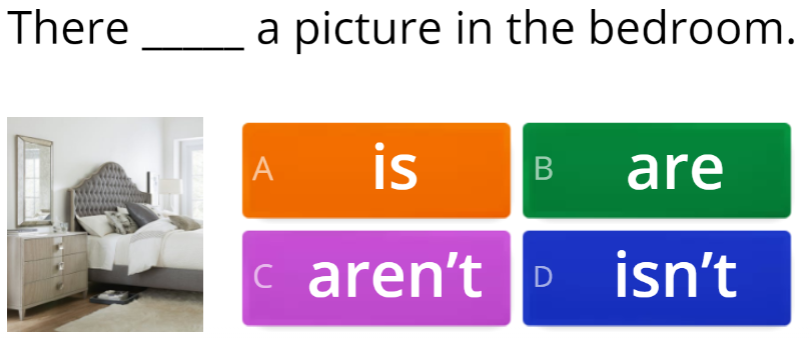 There _____ a picture in the bedroom.
A is
B are
C aren’t
D isn’t